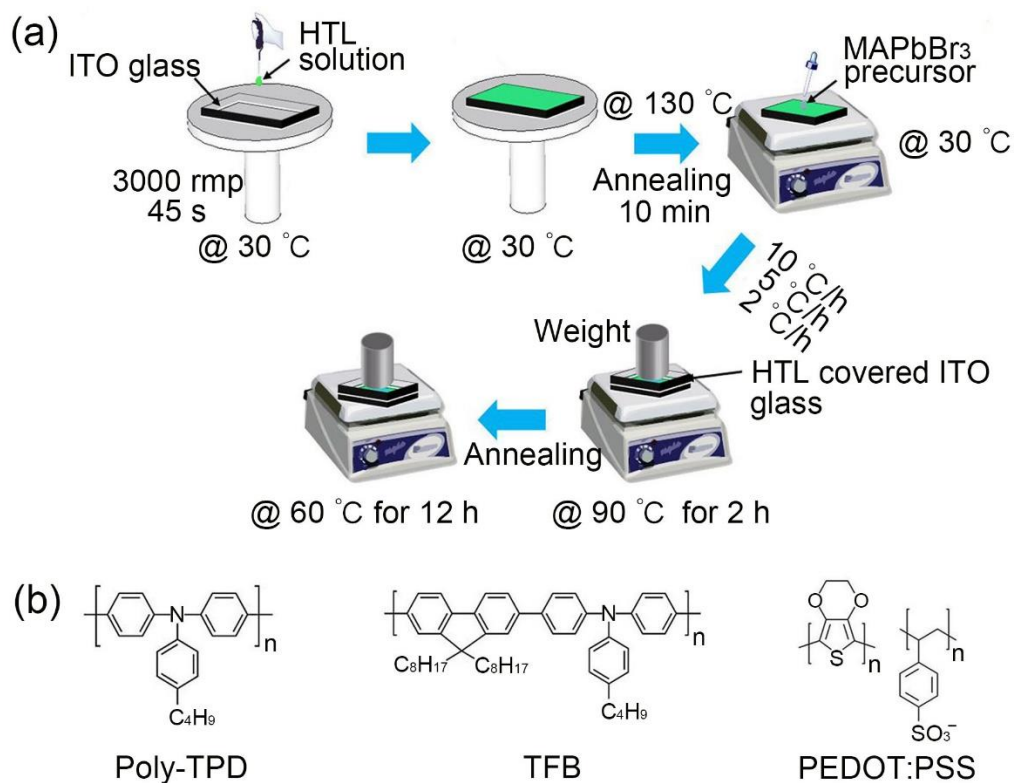 (a)
ITO glass
HTL
solution
3000 rmp
45 s
@ 30 °C
@ 30 °C
@ 130 °C
Annealing
10 min
MAPbBr₃
precursor
@ 30 °C
10 °C/h
5 °C/h
2 °C/h
Weight
HTL covered ITO
glass
Annealing
@ 60 °C for 12 h
@ 90 °C for 2 h
(b)
N
n
C₄H₉
Poly-TPD
C₈H₁₇ C₈H₁₇
N
n
C₄H₉
TFB
O O
S
n
n
SO₃⁻
PEDOT:PSS